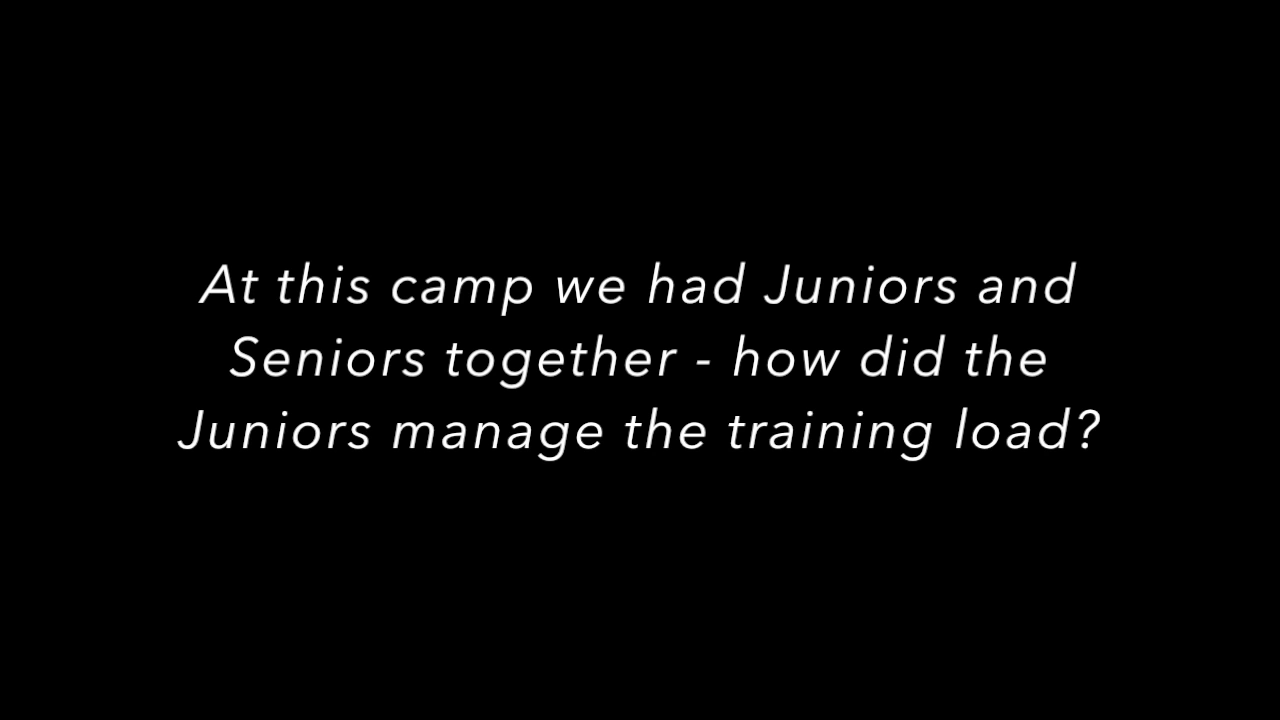 At this camp we had Juniors and
Seniors together - how did the
Juniors manage the training load?